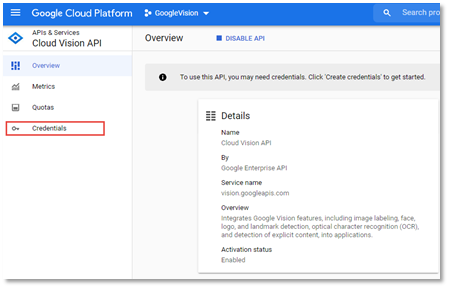 Google Cloud Platform
GoogleVision
Search pro
APIs & Services
Cloud Vision API
Overview
DISABLE API
Overview
Metrics
Quotas
Credentials
To use this API, you may need credentials. Click 'Create credentials' to get started.
Details
Name
Cloud Vision API
By
Google Enterprise API
Service name
vision.googleapis.com
Overview
Integrates Google Vision features, including image labeling, face,
logo, and landmark detection, optical character recognition (OCR),
and detection of explicit content, into applications.
Activation status
Enabled